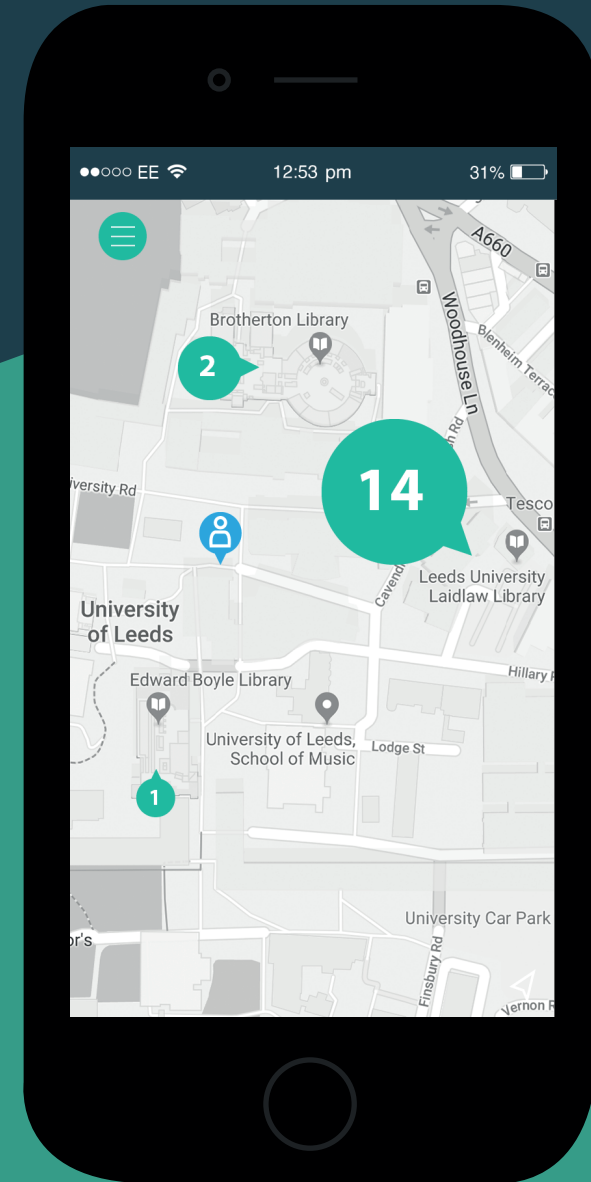 EE
12:53 pm
31%
A660
Brotherton Library
Woodhouse Ln
Blenheim Terrac
2
14
iversity Rd
Tesco
Leeds University
Laidlaw Library
Cavend
n Rd
University
of Leeds
Hillary
Edward Boyle Library
University of Leeds,
School of Music
Lodge St
1
University Car Park
or's
Finsbury Rd
Vernon R